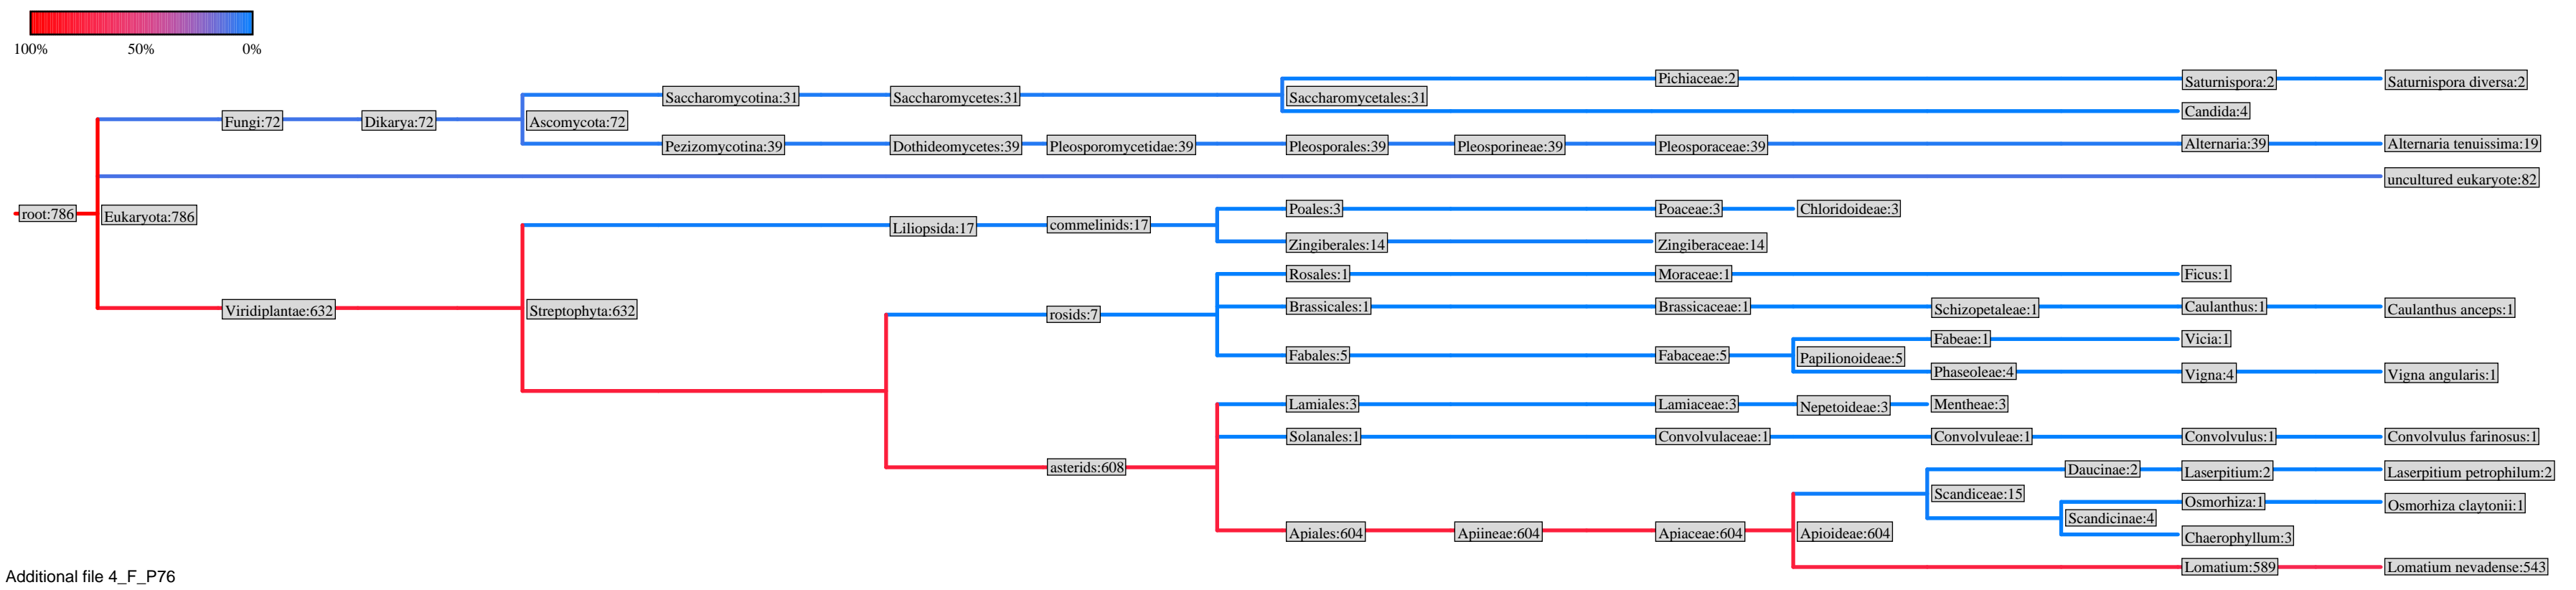 100% 50% 0%
Pichiaceae:2 Saturnispora:2 Saturnispora diversa:2
Saccharomycotina:31 Saccharomycetes:31 Saccharomycetales:31
Candida:4
Fungi:72 Dikarya:72 Ascomycota:72
Pezizomycotina:39 Dothideomycetes:39 Pleosporomycetidae:39 Pleosporales:39 Pleosporineae:39 Pleosporaceae:39 Alternaria:39 Alternaria tenuissima:19
uncultured eukaryote:82
root:786 Eukaryota:786
Poales:3 Poaceae:3 Chloridoideae:3
Liliopsida:17 commelinids:17
Zingiberales:14 Zingiberaceae:14
Rosales:1 Moraceae:1 Ficus:1
Viridiplantae:632 Streptophyta:632
Brassicales:1 Brassicaceae:1 Schizopetaleae:1 Caulanthus:1 Caulanthus anceps:1
rosids:7
Fabeae:1 Vicia:1
Fabales:5 Fabaceae:5 Papilionoideae:5
Phaseoleae:4 Vigna:4 Vigna angularis:1
Lamiales:3 Lamiaceae:3 Nepetoideae:3 Mentheae:3
Solanales:1 Convolvulaceae:1 Convolvuleae:1 Convolvulus:1 Convolvulus farinosus:1
asterids:608
Daucinae:2 Laserpitium:2 Laserpitium petrophilum:2
Scandiceae:15
Osmorhiza:1 Osmorhiza claytonii:1
Scandicinae:4
Apiales:604 Apiineae:604 Apiaceae:604 Apioideae:604
Chaerophyllum:3
Lomatium:589 Lomatium nevadense:543
Additional file 4_F_P76